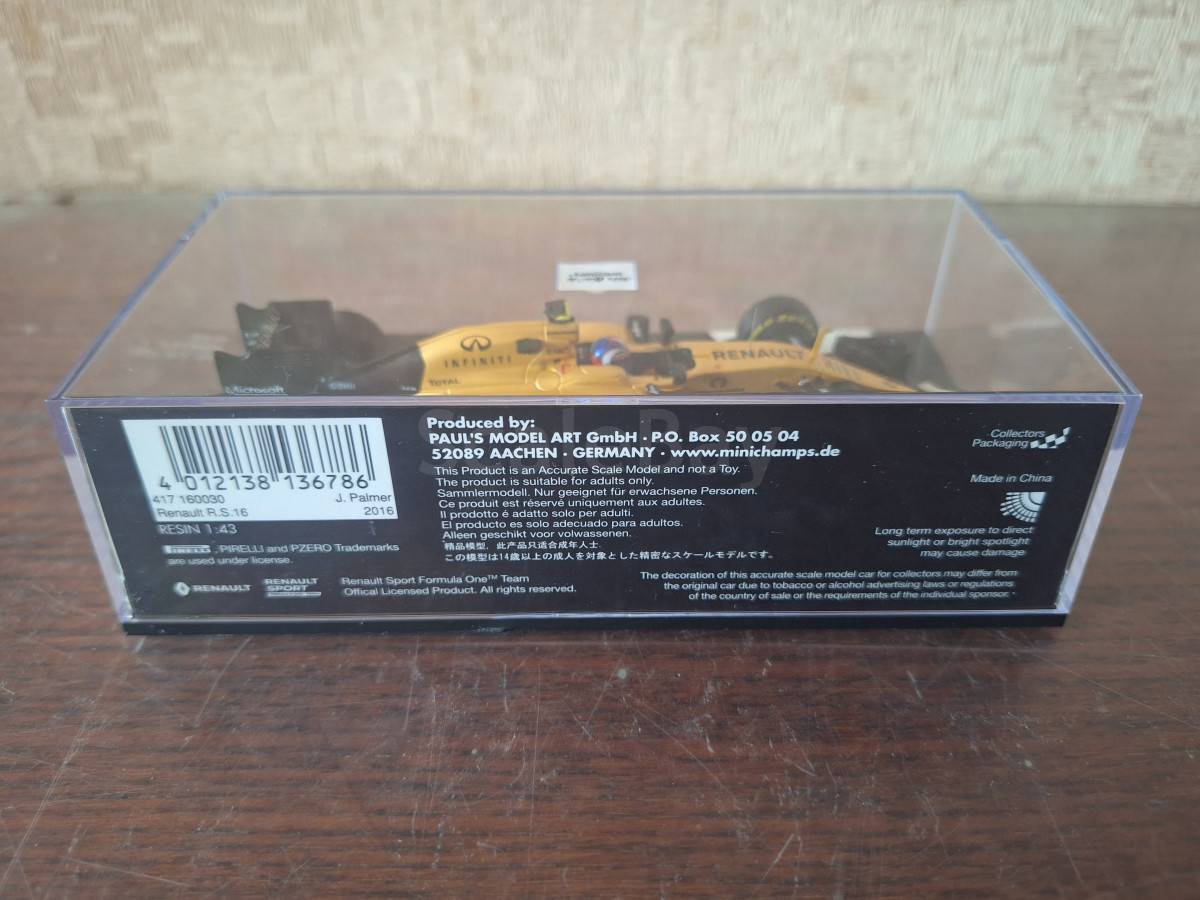 INFINITI
RENAULT
TOTAL
Microsoft
Produced by:
PAUL'S MODEL ART GmbH · P.O. Box 50 05 04
52089 AACHEN · GERMANY · www.minichamps.de
This Product is an Accurate Scale Model and not a Toy.
The product is suitable for adults only.
Sammlermodell. Nur geeignet für erwachsene Personen.
Ce produit est réservé uniquement aux adultes.
Il prodotto é adatto solo per adulti.
El producto es solo adecuado para adultos.
Alleen geschikt voor volwassenen.
精品模型，此产品只适合成年人士
この模型は14歳以上の成人を対象とした精密なスケールモデルです。
4 012138 136786
417 160030 J. Palmer
Renault R.S.16 2016
RESIN 1:43
PIRELLI, PIRELLI and PZERO Trademarks
are used under license.
RENAULT
RENAULT
SPORT
Renault Sport Formula One™ Team
Offical Licensed Product. All rights reserved.
Collectors
Packaging
Made in China
Long term exposure to direct
sunlight or bright spotlight
may cause damage
The decoration of this accurate scale model car for collectors may differ from
the original car due to tobacco or alcohol advertising laws or regulations
of the country of sale or the requirements of the individual sponsor.